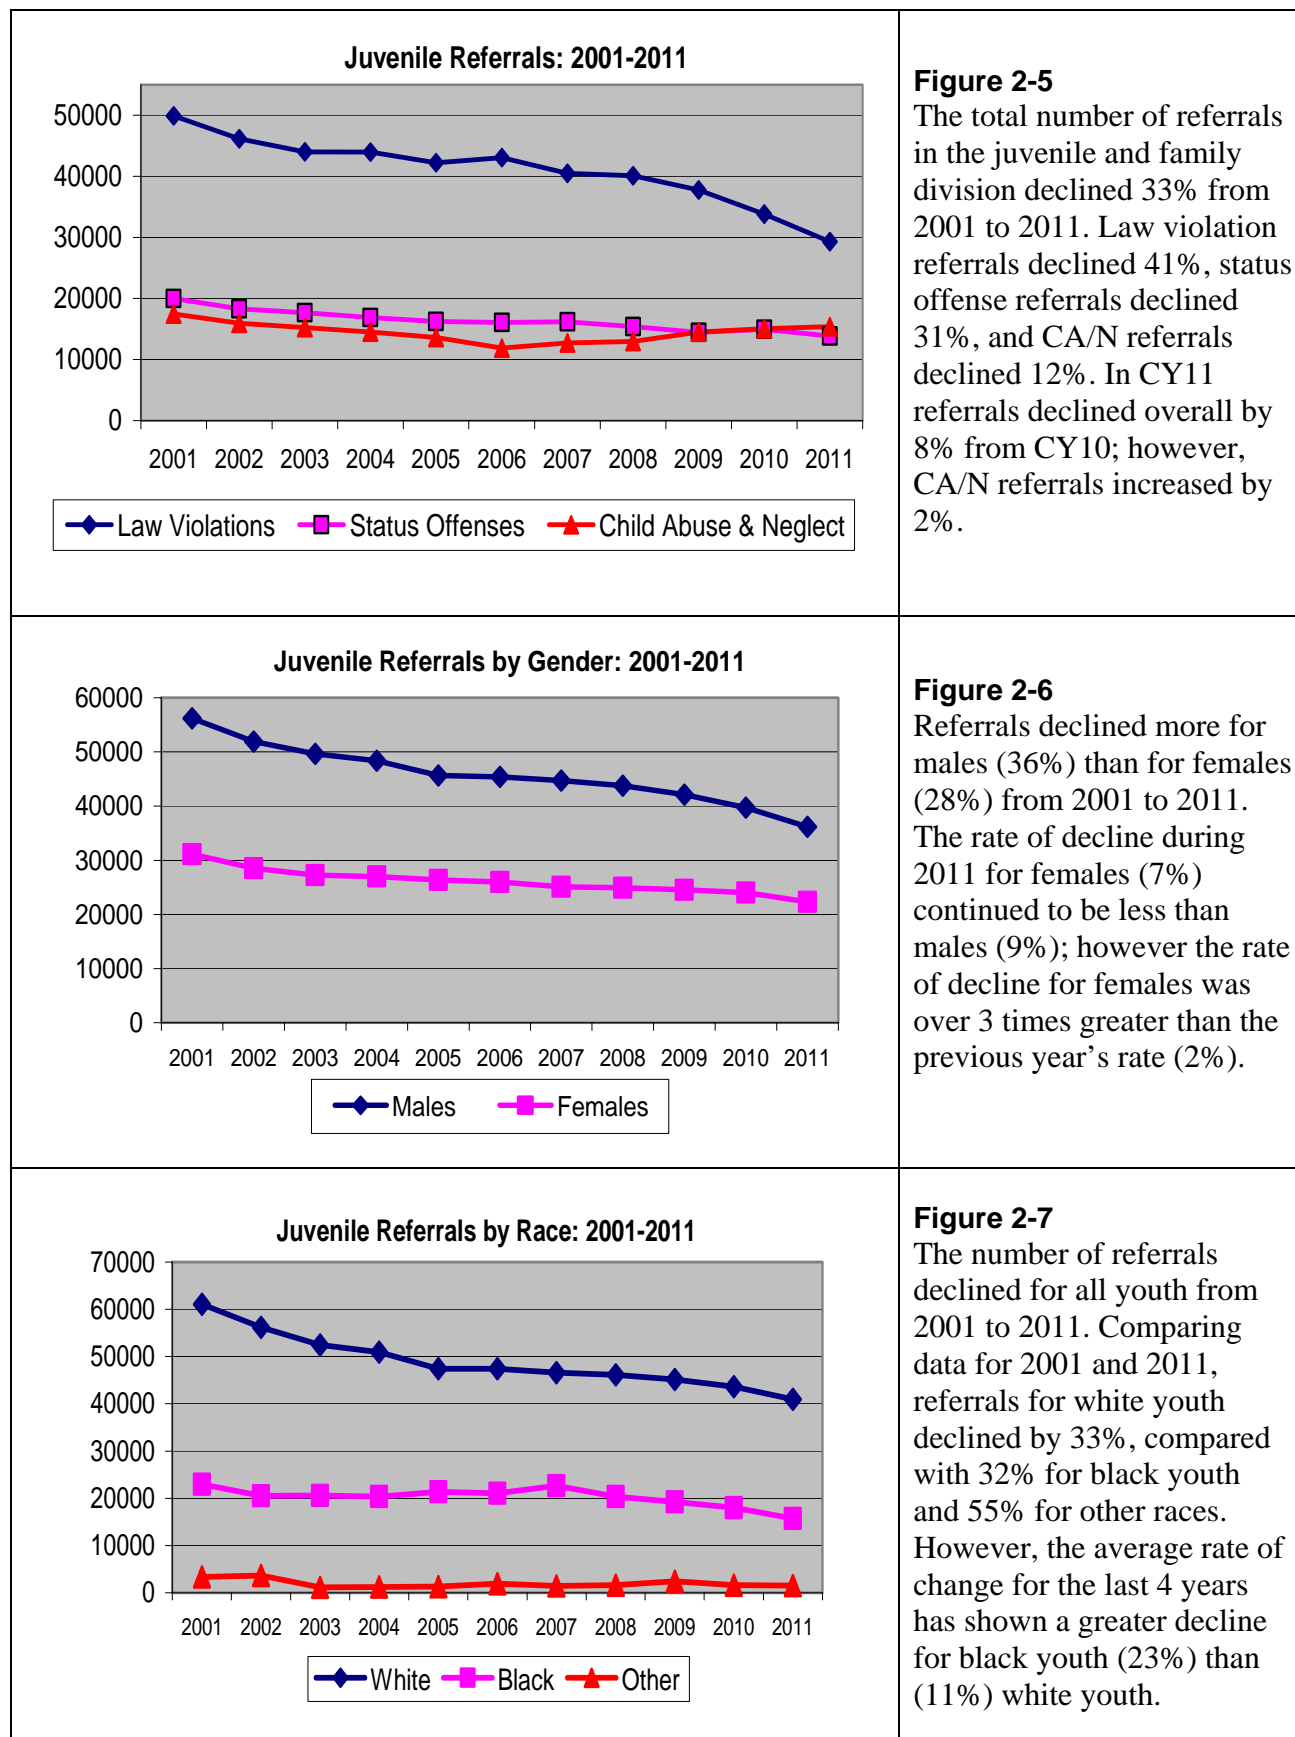 Juvenile Referrals: 2001-2011
50000
40000
30000
20000
10000
0
2001 2002 2003 2004 2005 2006 2007 2008 2009 2010 2011
Law Violations Status Offenses Child Abuse & Neglect
Figure 2-5
The total number of referrals
in the juvenile and family
division declined 33% from
2001 to 2011. Law violation
referrals declined 41%, status
offense referrals declined
31%, and CA/N referrals
declined 12%. In CY11
referrals declined overall by
8% from CY10; however,
CA/N referrals increased by
2%.
Juvenile Referrals by Gender: 2001-2011
60000
50000
40000
30000
20000
10000
0
2001 2002 2003 2004 2005 2006 2007 2008 2009 2010 2011
Males Females
Figure 2-6
Referrals declined more for
males (36%) than for females
(28%) from 2001 to 2011.
The rate of decline during
2011 for females (7%)
continued to be less than
males (9%); however the rate
of decline for females was
over 3 times greater than the
previous year’s rate (2%).
Juvenile Referrals by Race: 2001-2011
70000
60000
50000
40000
30000
20000
10000
0
2001 2002 2003 2004 2005 2006 2007 2008 2009 2010 2011
White Black Other
Figure 2-7
The number of referrals
declined for all youth from
2001 to 2011. Comparing
data for 2001 and 2011,
referrals for white youth
declined by 33%, compared
with 32% for black youth
and 55% for other races.
However, the average rate of
change for the last 4 years
has shown a greater decline
for black youth (23%) than
(11%) white youth.